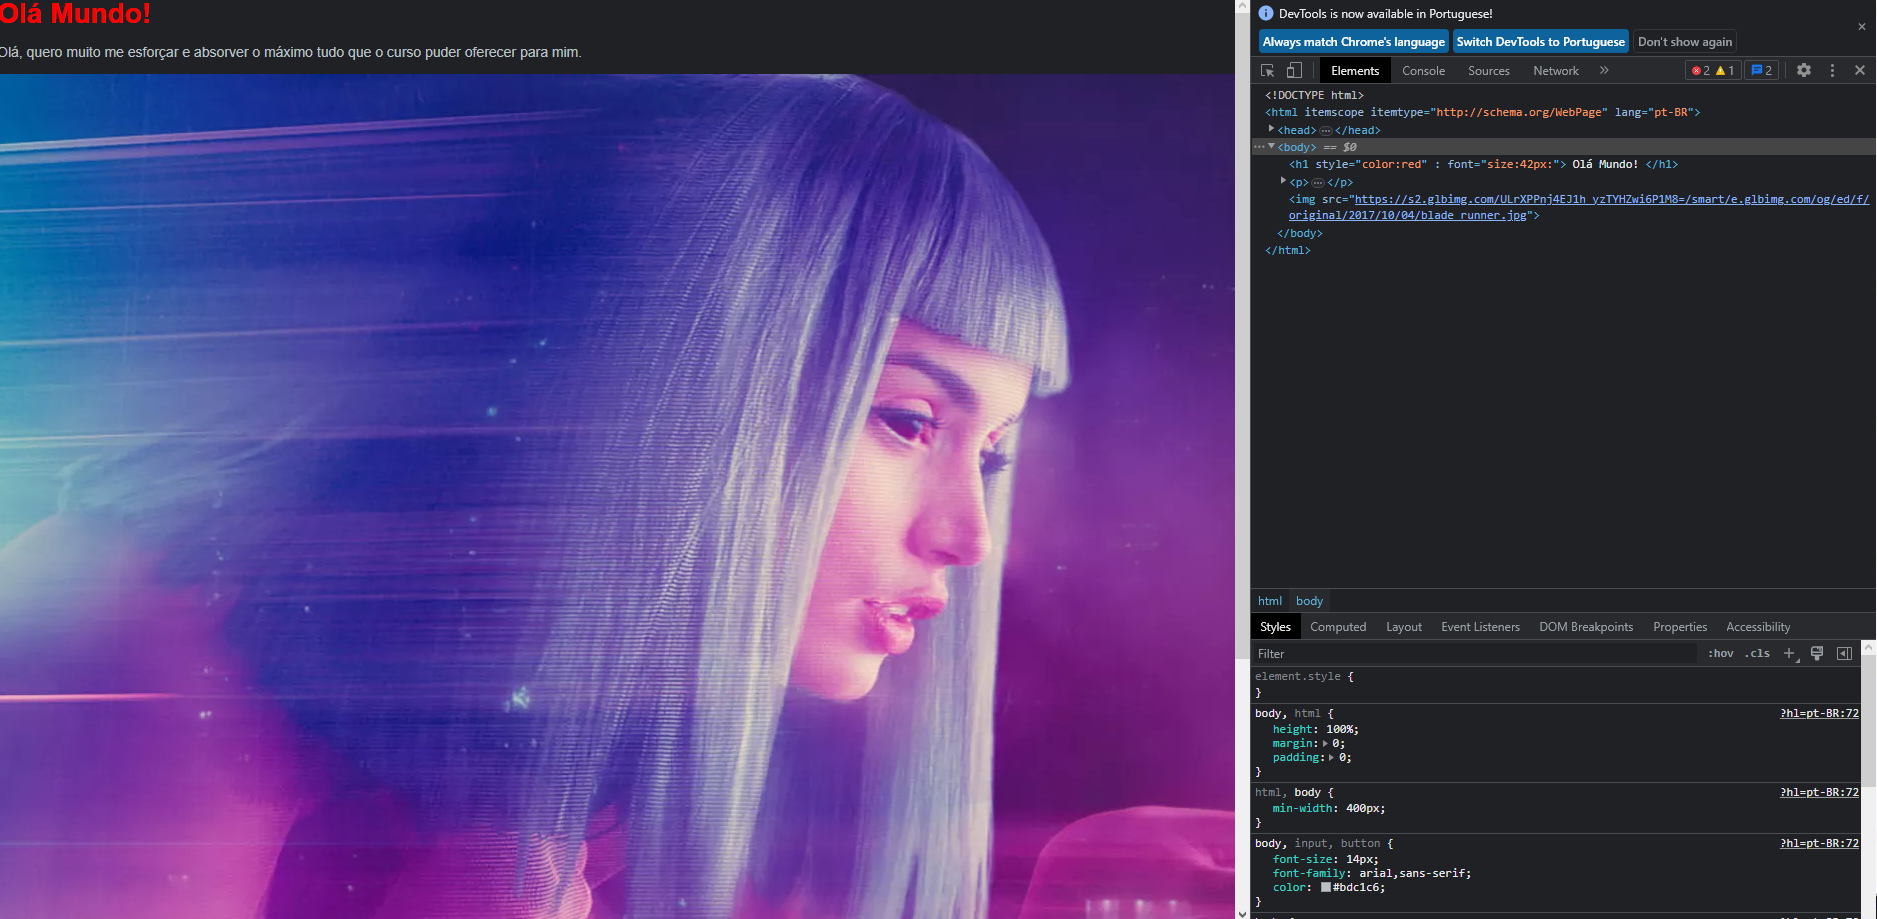 Olá Mundo!
Olá, quero muito me esforçar e absorver o máximo tudo que o curso puder oferecer para mim.
DevTools is now available in Portuguese!
Always match Chrome's language Switch DevTools to Portuguese Don't show again
Elements Console Sources Network » 2 1 2
<!DOCTYPE html>
<html itemscope itemtype="http://schema.org/WebPage" lang="pt-BR">
<head>…</head>
…<body> == $0
<h1 style="color:red" : font="size:42px:"> Olá Mundo! </h1>
<p>…</p>
<img src="https://s2.glbimg.com/ULrXPPnj4EJ1h_yzTYHZwi6P1M8=/smart/e.glbimg.com/og/ed/f/
original/2017/10/04/blade_runner.jpg">
</body>
</html>
html body
Styles Computed Layout Event Listeners DOM Breakpoints Properties Accessibility
Filter :hov .cls +
element.style {
}
body, html { ?hl=pt-BR:72
height: 100%;
margin: 0;
padding: 0;
}
html, body { ?hl=pt-BR:72
min-width: 400px;
}
body, input, button { ?hl=pt-BR:72
font-size: 14px;
font-family: arial,sans-serif;
color: #bdc1c6;
}